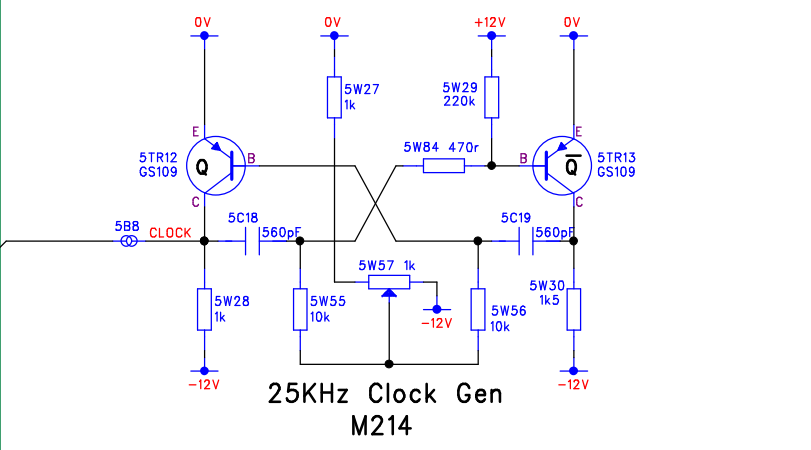 0V
0V
+12V
0V
5W27
1k
5W29
220k
E
E
5TR12
GS109
Q
B
5W84 470r
B
Q̅
5TR13
GS109
C
C
5B8
CLOCK
5C18
560pF
5C19
560pF
5W57 1k
5W28
1k
5W55
10k
-12V
5W56
10k
5W30
1k5
-12V
-12V
25KHz Clock Gen
M214